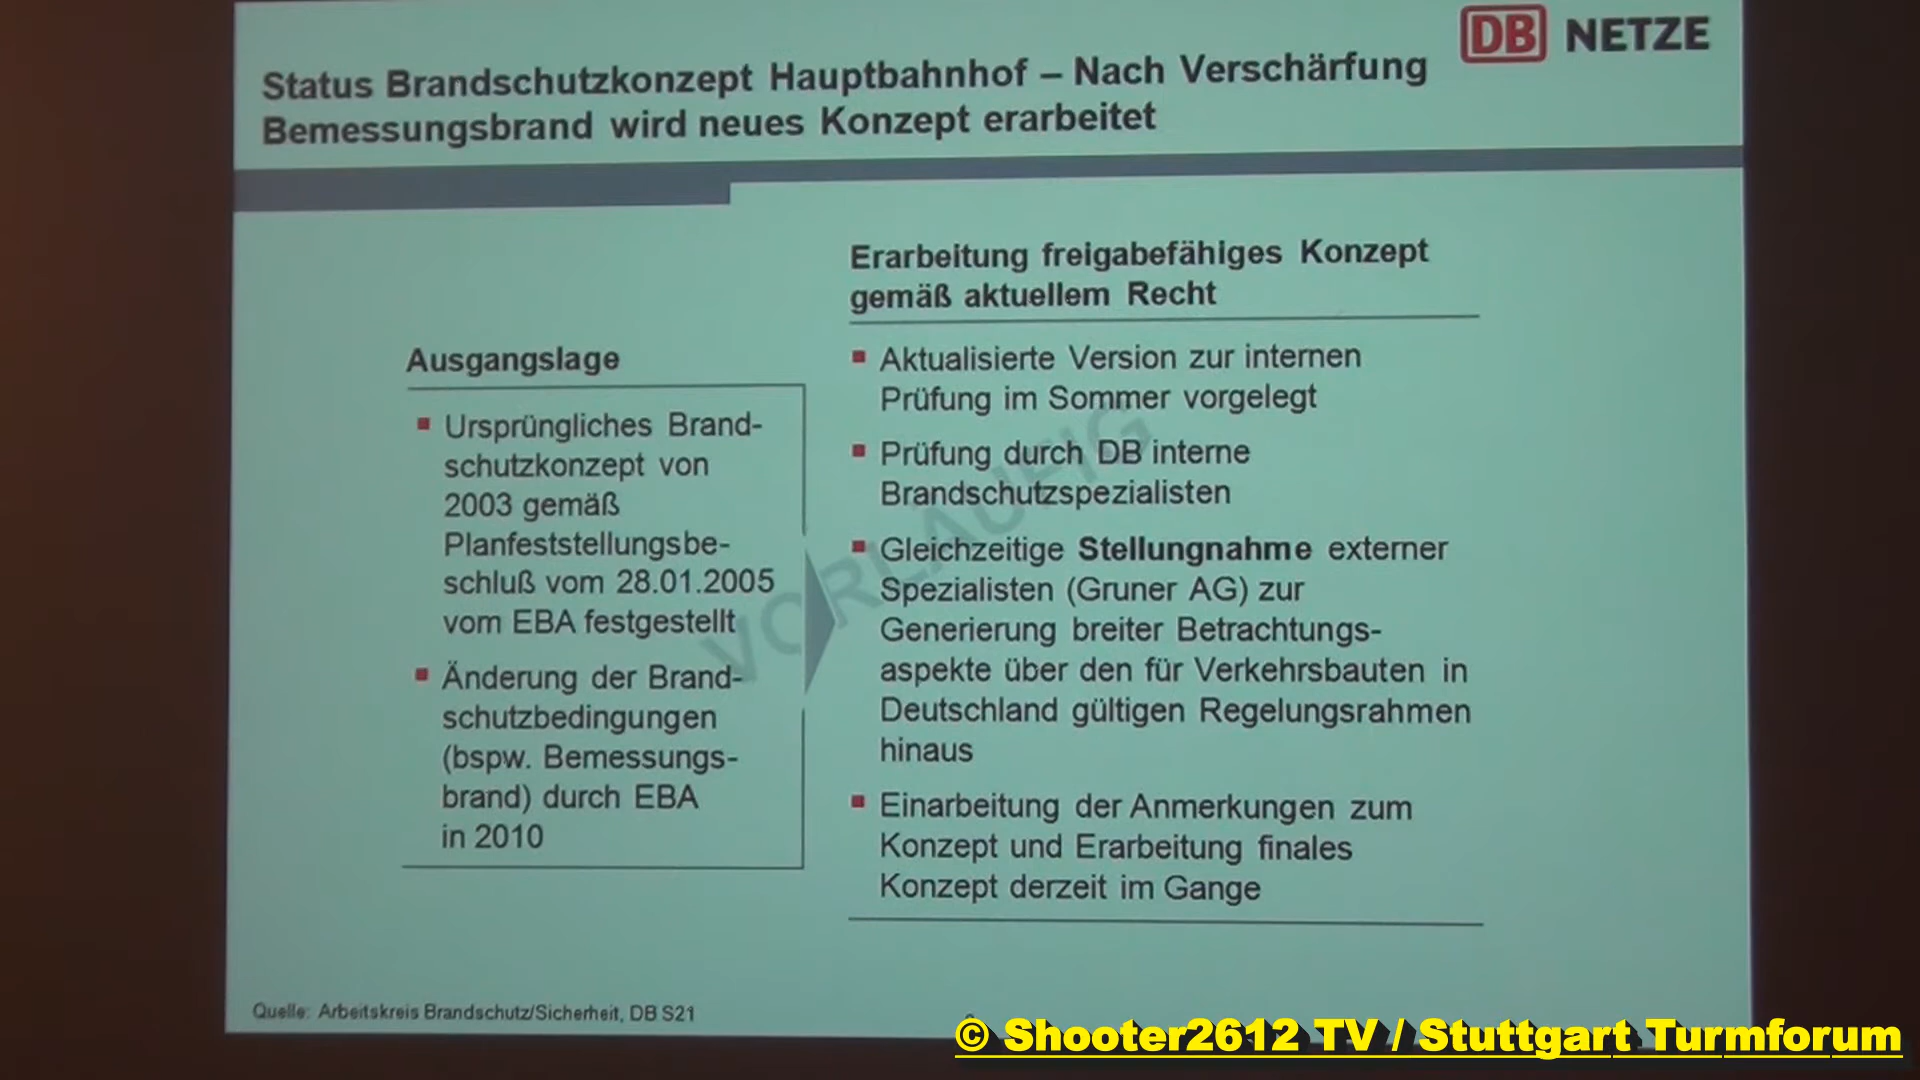 DB NETZE
Status Brandschutzkonzept Hauptbahnhof – Nach Verschärfung
Bemessungsbrand wird neues Konzept erarbeitet
Ausgangslage
Ursprüngliches Brand-
schutzkonzept von
2003 gemäß
Planfeststellungsbe-
schluß vom 28.01.2005
vom EBA festgestellt
Änderung der Brand-
schutzbedingungen
(bspw. Bemessungs-
brand) durch EBA
in 2010
Erarbeitung freigabefähiges Konzept
gemäß aktuellem Recht
Aktualisierte Version zur internen
Prüfung im Sommer vorgelegt
Prüfung durch DB interne
Brandschutzspezialisten
Gleichzeitige Stellungnahme externer
Spezialisten (Gruner AG) zur
Generierung breiter Betrachtungs-
aspekte über den für Verkehrsbauten in
Deutschland gültigen Regelungsrahmen
hinaus
Einarbeitung der Anmerkungen zum
Konzept und Erarbeitung finales
Konzept derzeit im Gange
VORLÄUFIG
Quelle: Arbeitskreis Brandschutz/Sicherheit, DB S21
© Shooter2612 TV / Stuttgart Turmforum